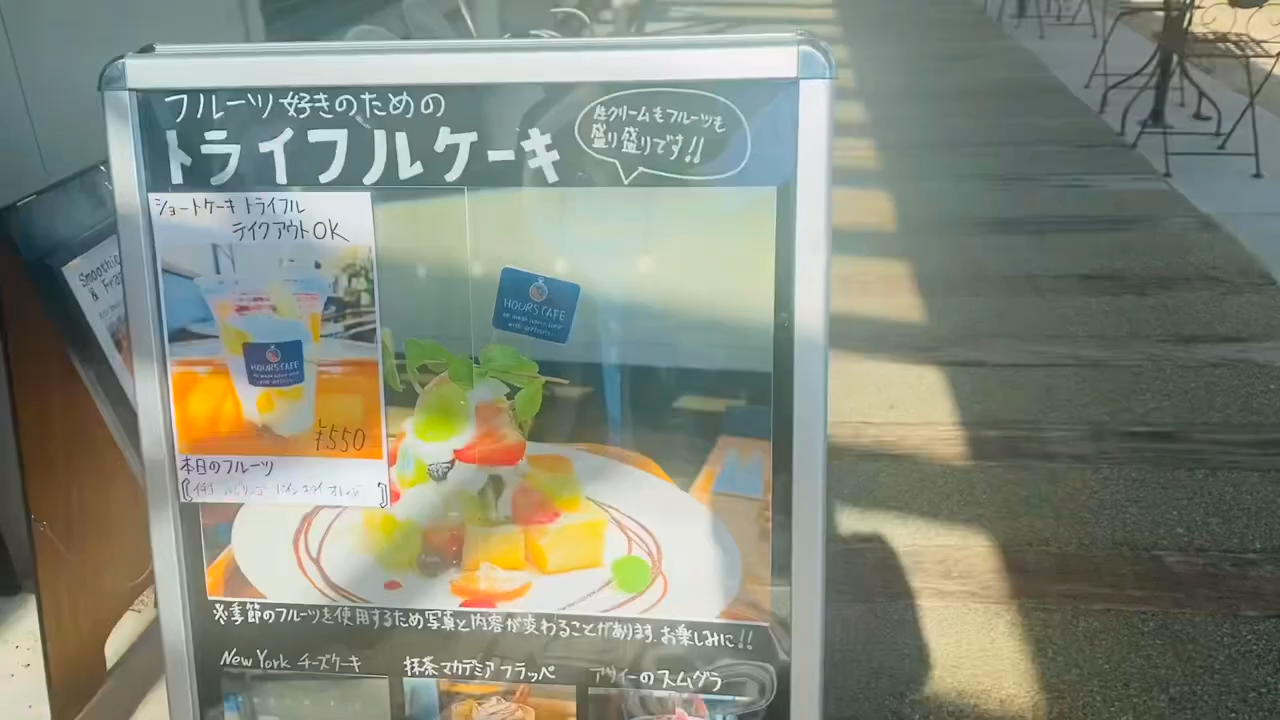 フルーツ好きのための
トライフルケーキ
生クリームもフルーツも
盛り盛りです!!
ショートケーキ トライフル
テイクアウトOK
Smoothie
&
HOURS CAFE
HOURS CAFE
¥550
本日のフルーツ
※季節のフルーツを使用するため写真と内容が変わることがあります。お楽しみに!!
New York チーズケーキ
抹茶マカデミアフラッペ
アサイーのスムグラ